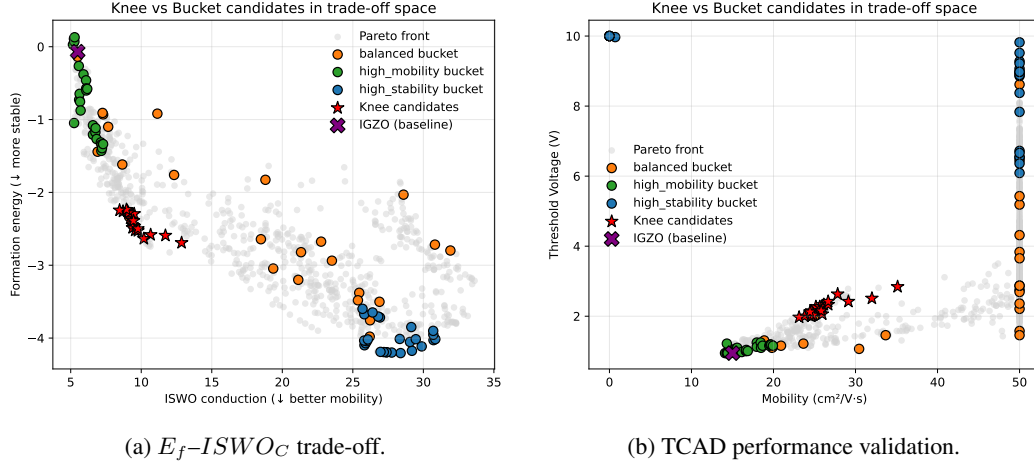 Knee vs Bucket candidates in trade-off space
Formation energy (↓ more stable)
0
−1
−2
−3
−4
Pareto front
balanced bucket
high_mobility bucket
high_stability bucket
Knee candidates
IGZO (baseline)
5
10
15
20
25
30
35
ISWO conduction (↓ better mobility)
(a) E_f–ISWO_C trade-off.
Knee vs Bucket candidates in trade-off space
Threshold Voltage (V)
10
8
6
4
2
Pareto front
balanced bucket
high_mobility bucket
high_stability bucket
Knee candidates
IGZO (baseline)
0
10
20
30
40
50
Mobility (cm²/V·s)
(b) TCAD performance validation.